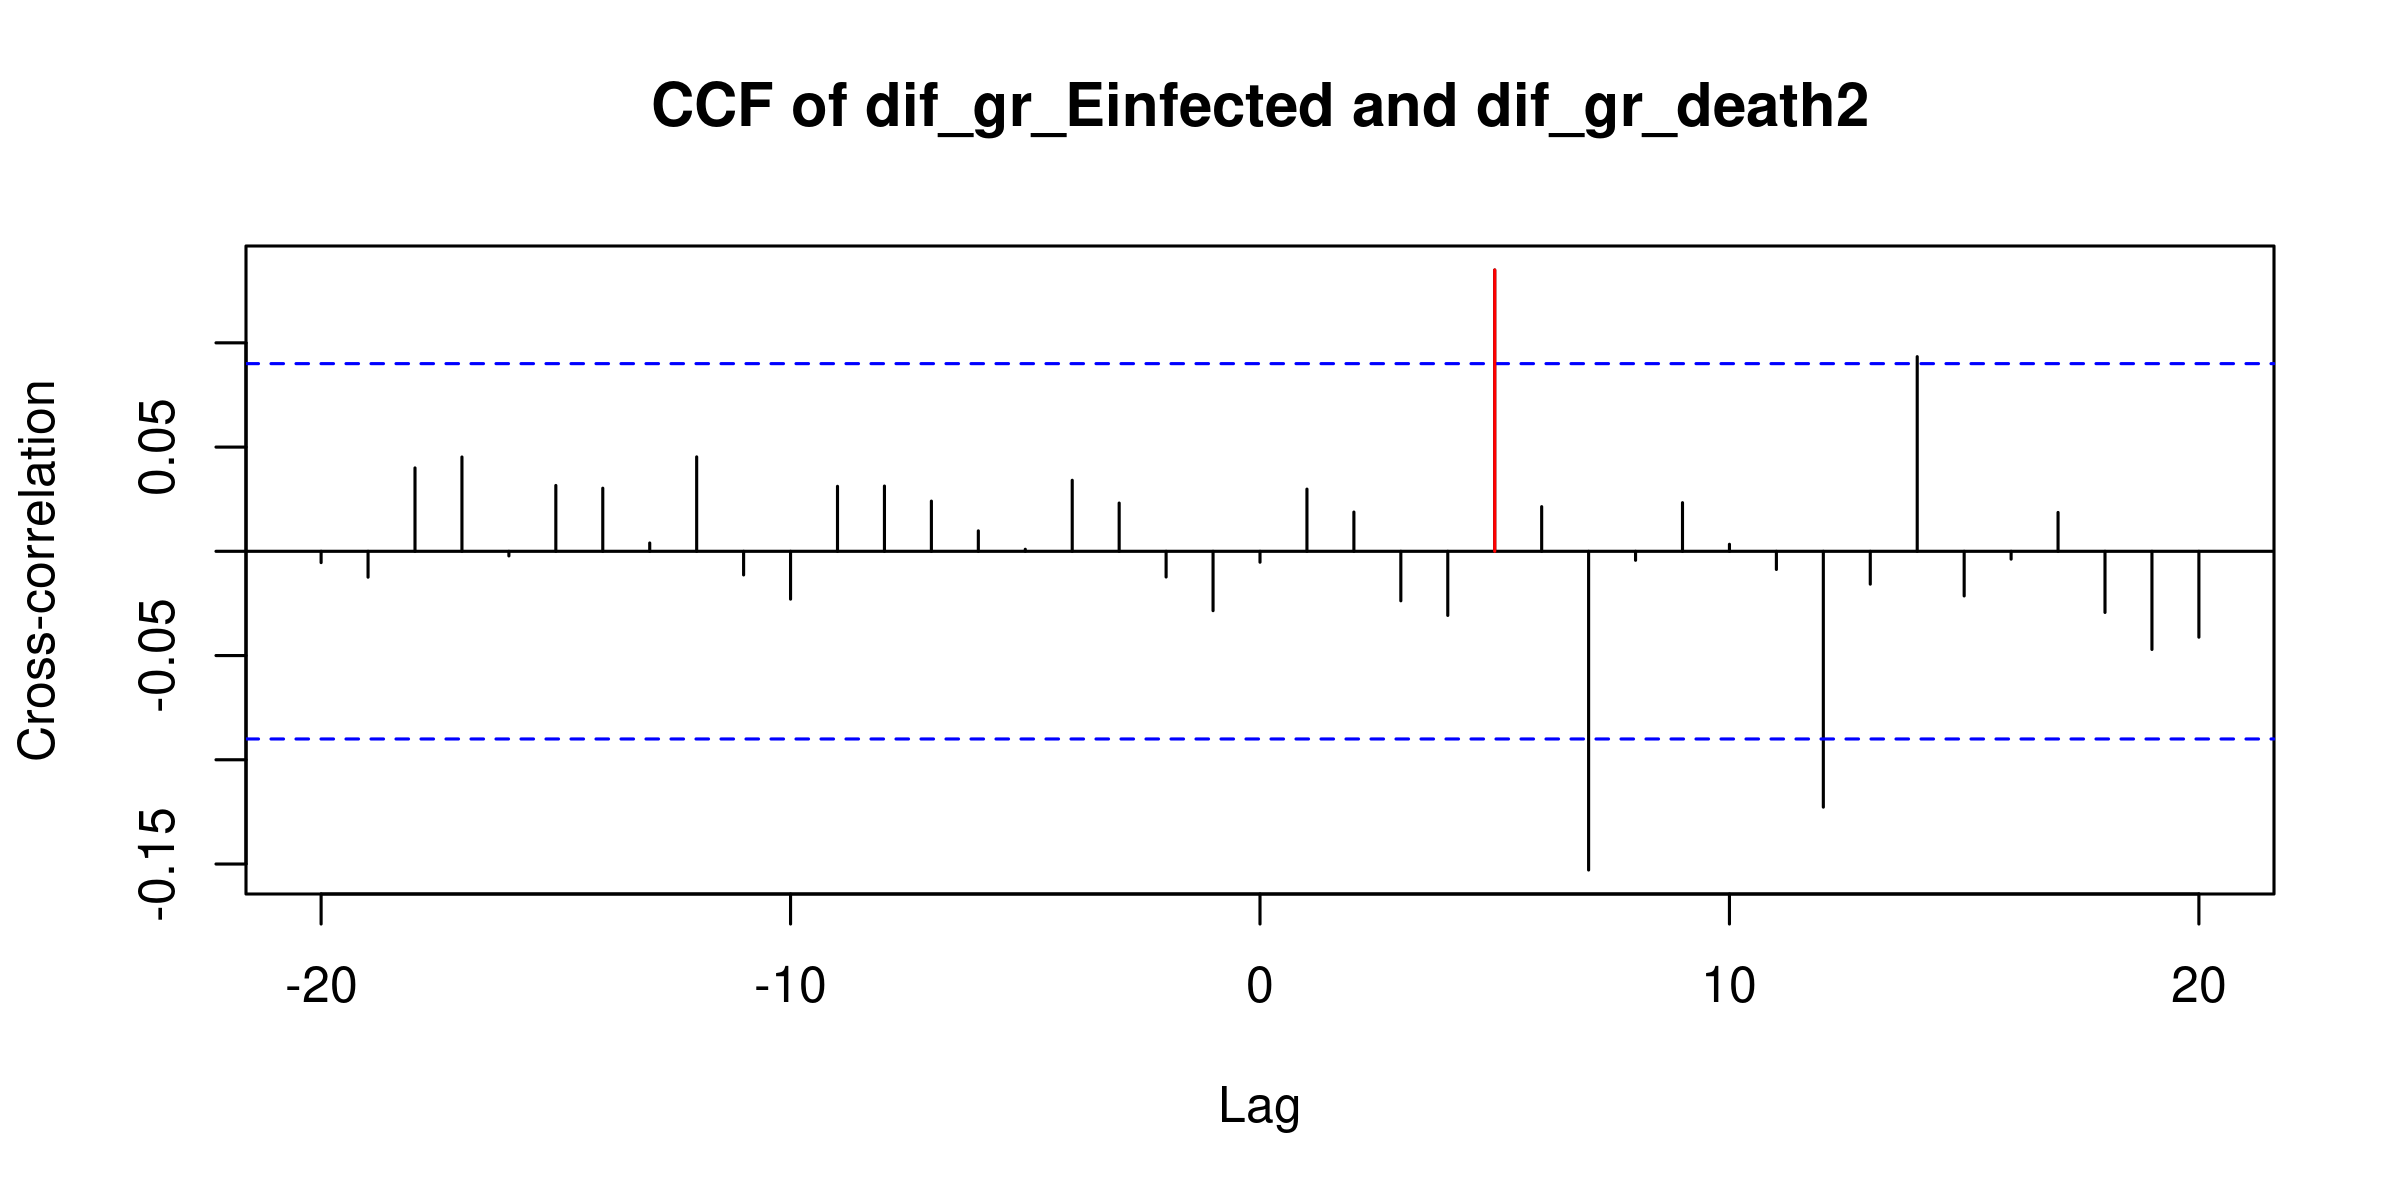 CCF of dif_gr_Einfected and dif_gr_death2
Cross-correlation
0.05
-0.05
-0.15
-20 -10 0 10 20
Lag